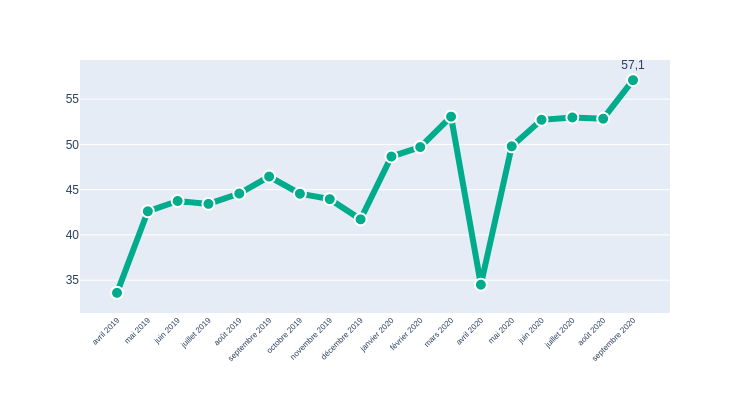 57,1
55
50
45
40
35
avril 2019
mai 2019
juin 2019
juillet 2019
août 2019
septembre 2019
octobre 2019
novembre 2019
décembre 2019
janvier 2020
février 2020
mars 2020
avril 2020
mai 2020
juin 2020
juillet 2020
août 2020
septembre 2020